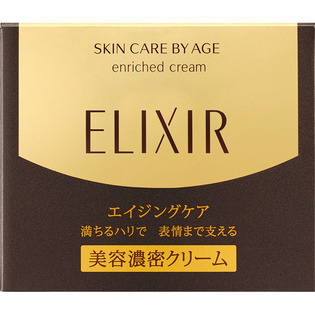 SKIN CARE BY AGE
enriched cream
ELIXIR
エイジングケア
満ちるハリで 表情まで支える
美容濃密クリーム